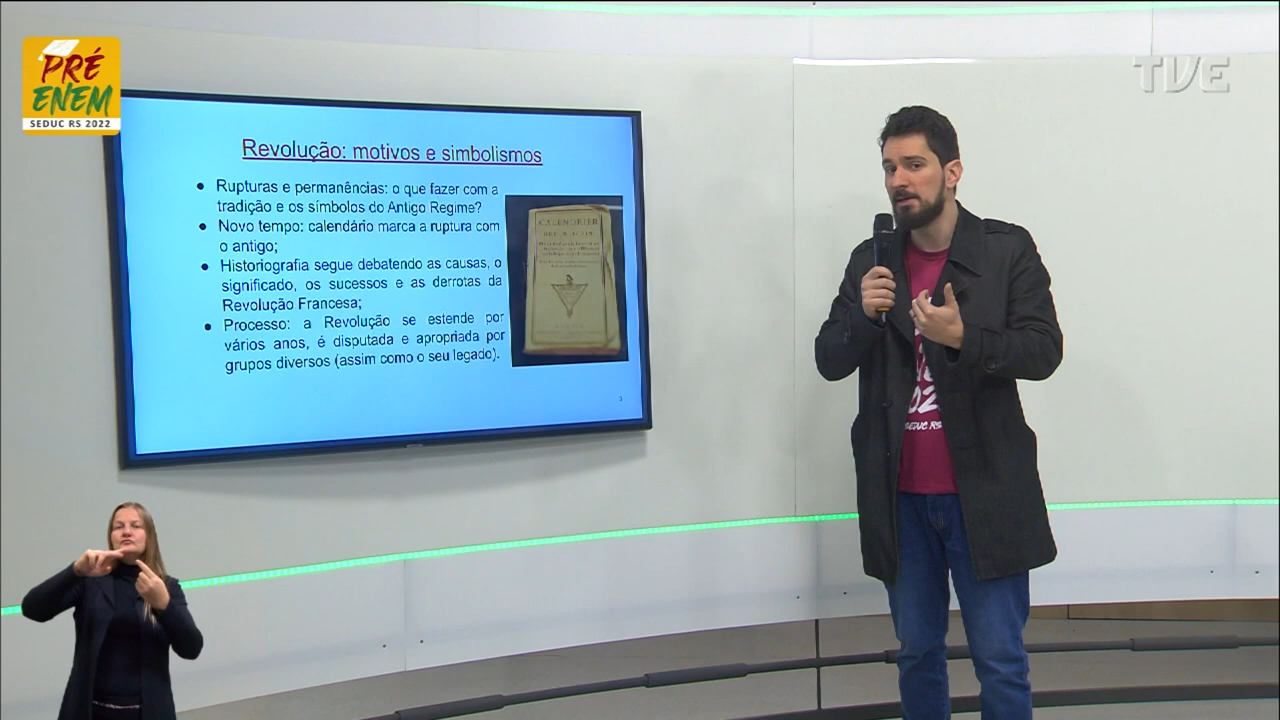 PRÉ
ENEM
SEDUC RS 2022
TVE
Revolução: motivos e simbolismos
● Rupturas e permanências: o que fazer com a
tradição e os símbolos do Antigo Regime?
● Novo tempo: calendário marca a ruptura com
o antigo;
● Historiografia segue debatendo as causas, o
significado, os sucessos e as derrotas da
Revolução Francesa;
● Processo: a Revolução se estende por
vários anos, é disputada e apropriada por
grupos diversos (assim como o seu legado).
CALENDRIER
3
SEDUC RS